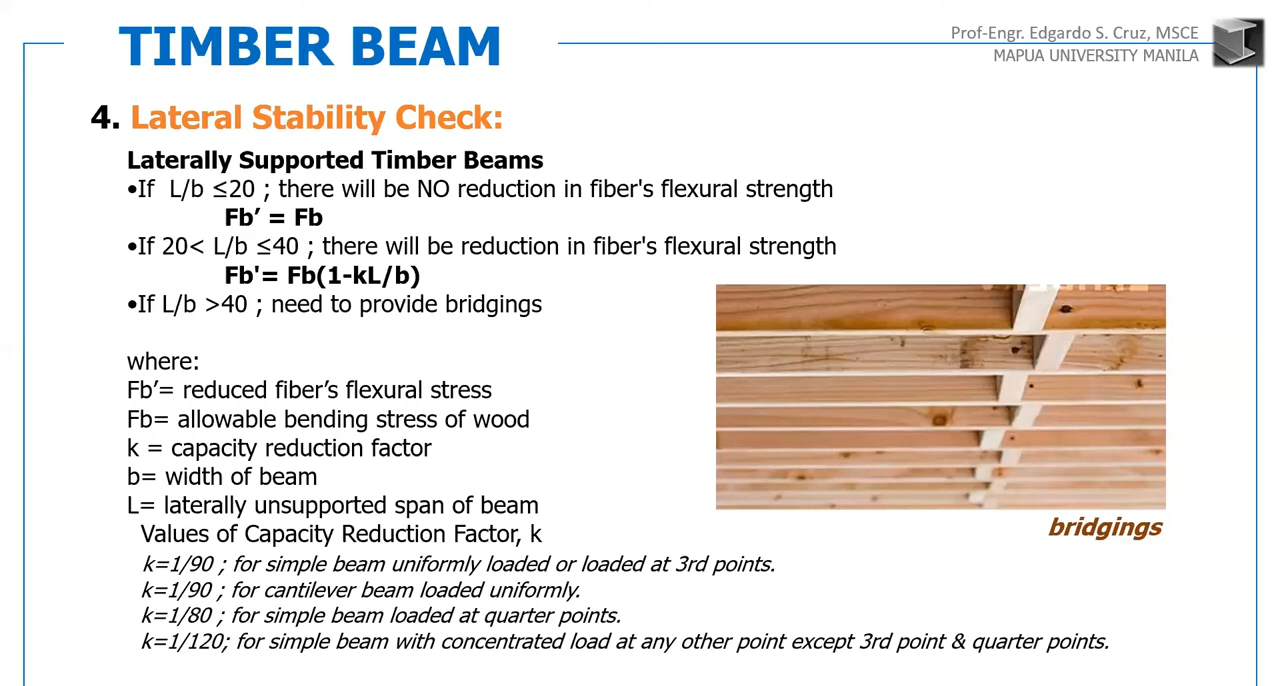 TIMBER BEAM
Prof-Engr. Edgardo S. Cruz, MSCE
MAPUA UNIVERSITY MANILA
4. Lateral Stability Check:
Laterally Supported Timber Beams
•If L/b ≤20 ; there will be NO reduction in fiber's flexural strength
Fb’ = Fb
•If 20< L/b ≤40 ; there will be reduction in fiber's flexural strength
Fb'= Fb(1-kL/b)
•If L/b >40 ; need to provide bridgings
where:
Fb’= reduced fiber’s flexural stress
Fb= allowable bending stress of wood
k = capacity reduction factor
b= width of beam
L= laterally unsupported span of beam
Values of Capacity Reduction Factor, k
k=1/90 ; for simple beam uniformly loaded or loaded at 3rd points.
k=1/90 ; for cantilever beam loaded uniformly.
k=1/80 ; for simple beam loaded at quarter points.
k=1/120; for simple beam with concentrated load at any other point except 3rd point & quarter points.
bridgings